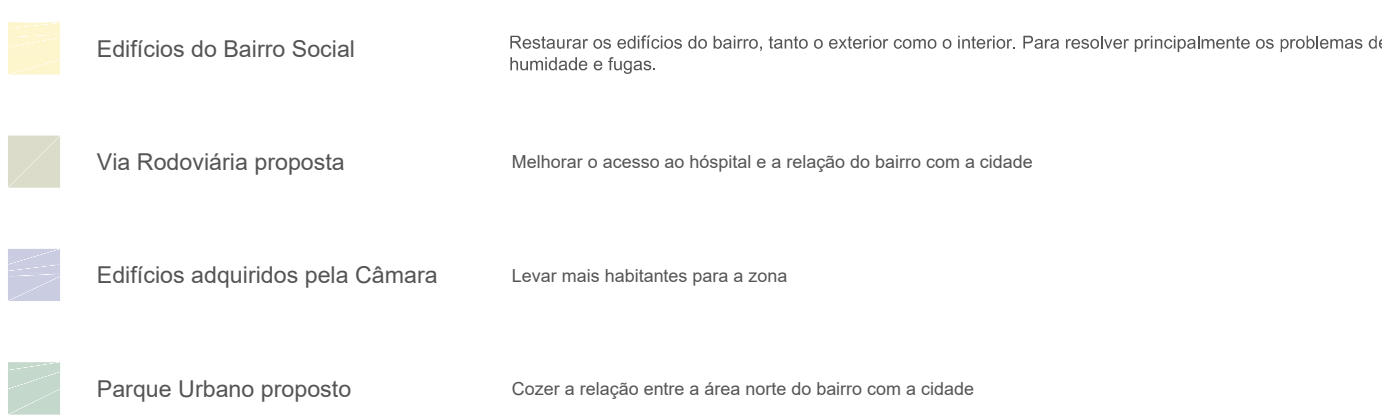 Edifícios do Bairro Social
Restaurar os edifícios do bairro, tanto o exterior como o interior. Para resolver principalmente os problemas de
humidade e fugas.
Via Rodoviária proposta
Melhorar o acesso ao hóspital e a relação do bairro com a cidade
Edifícios adquiridos pela Câmara
Levar mais habitantes para a zona
Parque Urbano proposto
Cozer a relação entre a área norte do bairro com a cidade